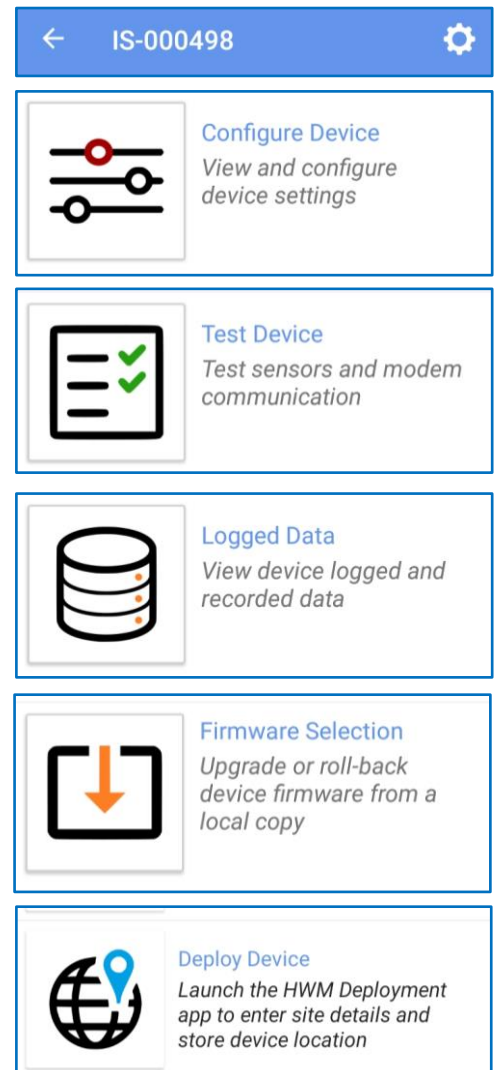 IS-000498
Configure Device
View and configure
device settings
Test Device
Test sensors and modem
communication
Logged Data
View device logged and
recorded data
Firmware Selection
Upgrade or roll-back
device firmware from a
local copy
Deploy Device
Launch the HWM Deployment
app to enter site details and
store device location